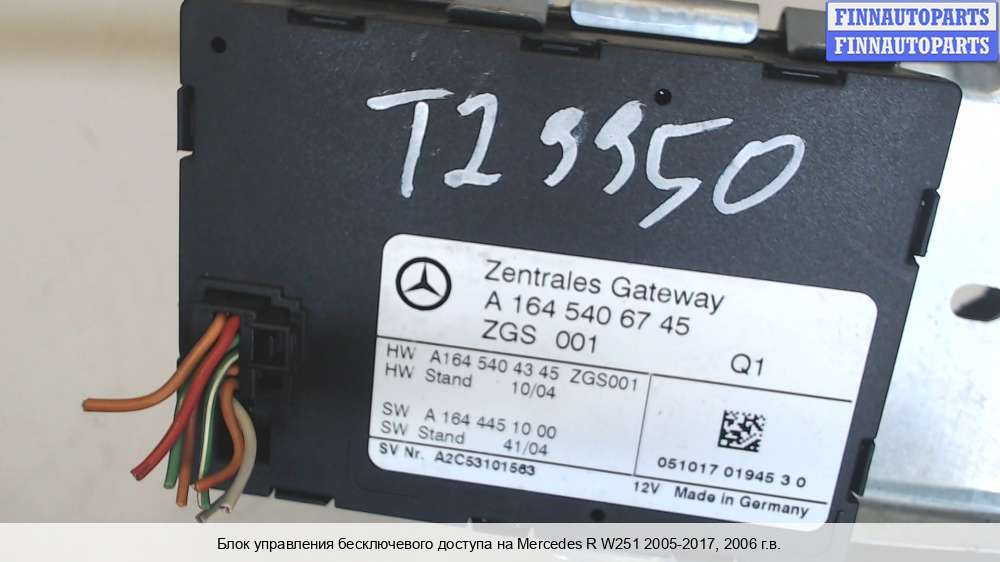 FINNAUTOPARTS
FINNAUTOPARTS
T29950
Zentrales Gateway
A 164 540 67 45
ZGS 001
Q1
HW A164 540 43 45 ZGS001
HW Stand 10/04
SW A 164 445 10 00
SW Stand 41/04
SV Nr. A2C53101563
051017 01945 3 0
12V Made in Germany
Блок управления бесключевого доступа на Mercedes R W251 2005-2017, 2006 г.в.